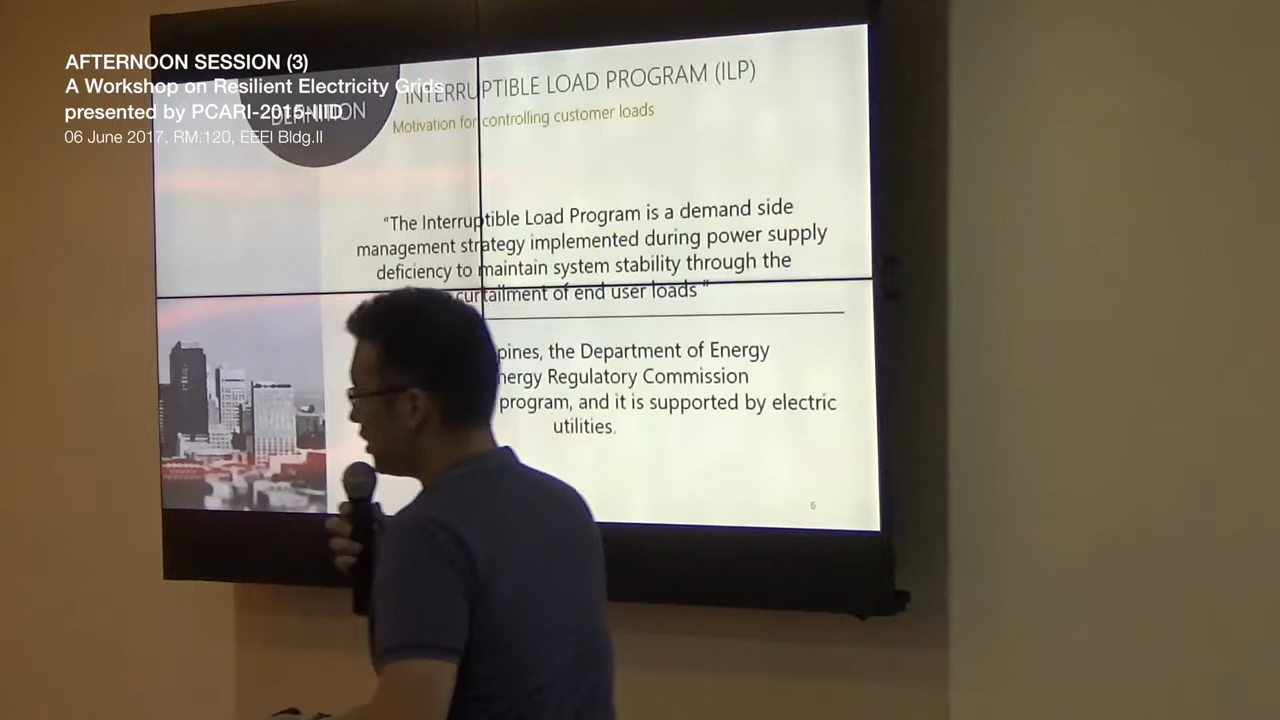 AFTERNOON SESSION (3)
A Workshop on Resilient Electricity Grids
presented by PCARI-2015-IIID
06 June 2017, RM.120, EEEI Bldg.II
DEFINITION
INTERRUPTIBLE LOAD PROGRAM (ILP)
Motivation for controlling customer loads
“The Interruptible Load Program is a demand side
management strategy implemented during power supply
deficiency to maintain system stability through the
curtailment of end user loads ”
pines, the Department of Energy
nergy Regulatory Commission
program, and it is supported by electric
utilities.
6